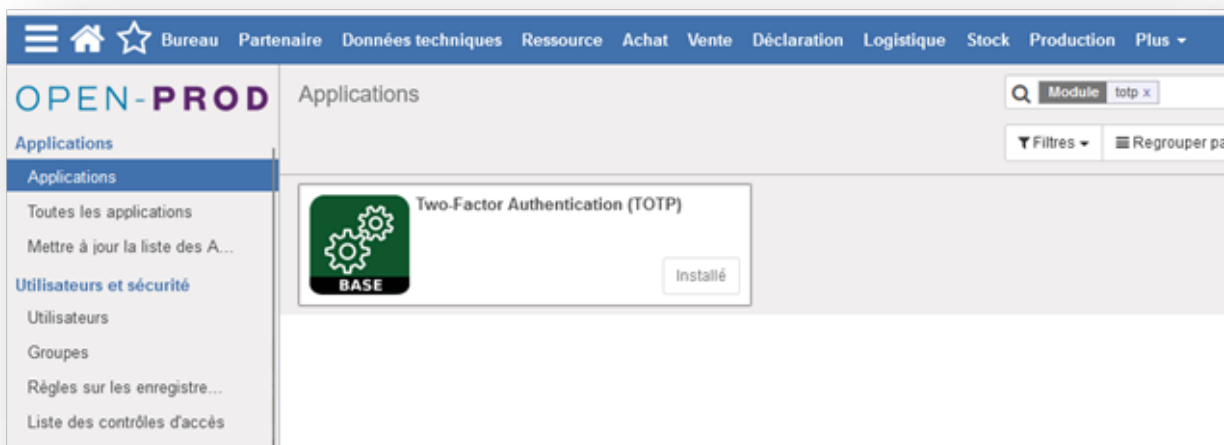 Bureau Partenaire Données techniques Ressource Achat Vente Déclaration Logistique Stock Production Plus
OPEN-PROD
Applications
Module totp x
Applications
Filtres Regrouper pa
Applications
Toutes les applications
Mettre à jour la liste des A...
Utilisateurs et sécurité
Utilisateurs
Groupes
Règles sur les enregistre...
Liste des contrôles d'accès
Two-Factor Authentication (TOTP)
BASE
Installé